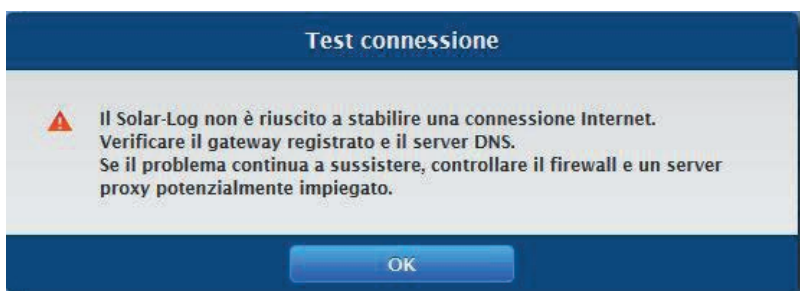 Test connessione
Il Solar-Log non è riuscito a stabilire una connessione Internet.
Verificare il gateway registrato e il server DNS.
Se il problema continua a sussistere, controllare il firewall e un server
proxy potenzialmente impiegato.
OK